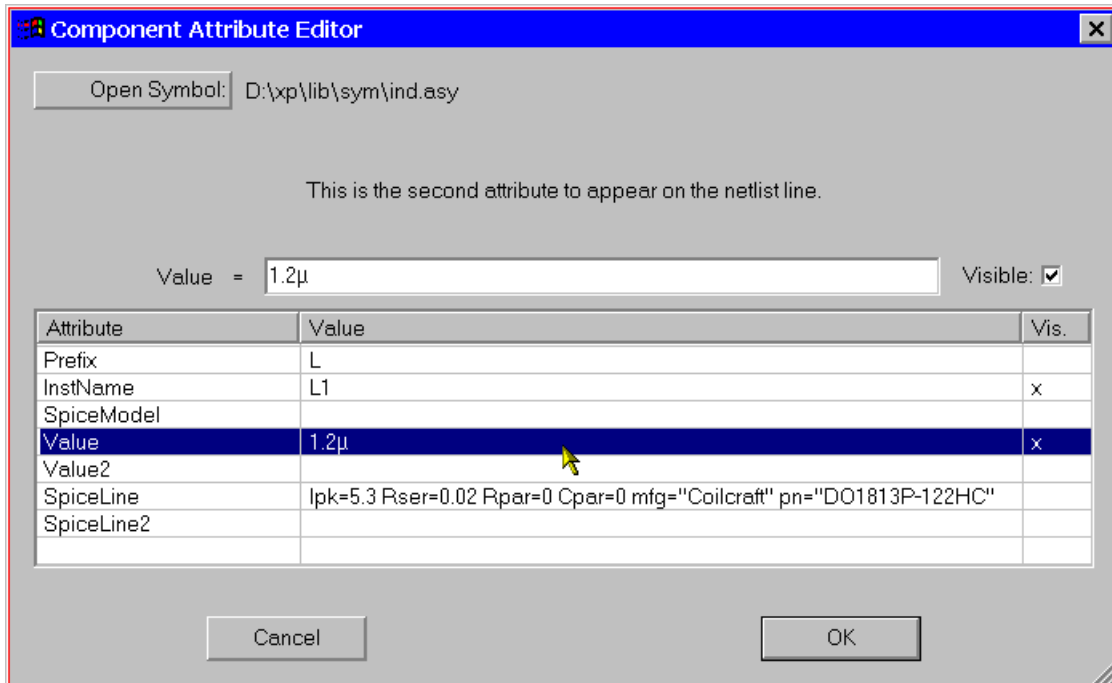 Component Attribute Editor
Open Symbol: D:\xp\lib\sym\ind.asy
This is the second attribute to appear on the netlist line.
Value = 1.2µ Visible:
Attribute Value Vis.
Prefix L
InstName L1 x
SpiceModel
Value 1.2µ x
Value2
SpiceLine Ipk=5.3 Rser=0.02 Rpar=0 Cpar=0 mfg="Coilcraft" pn="DO1813P-122HC"
SpiceLine2
Cancel OK